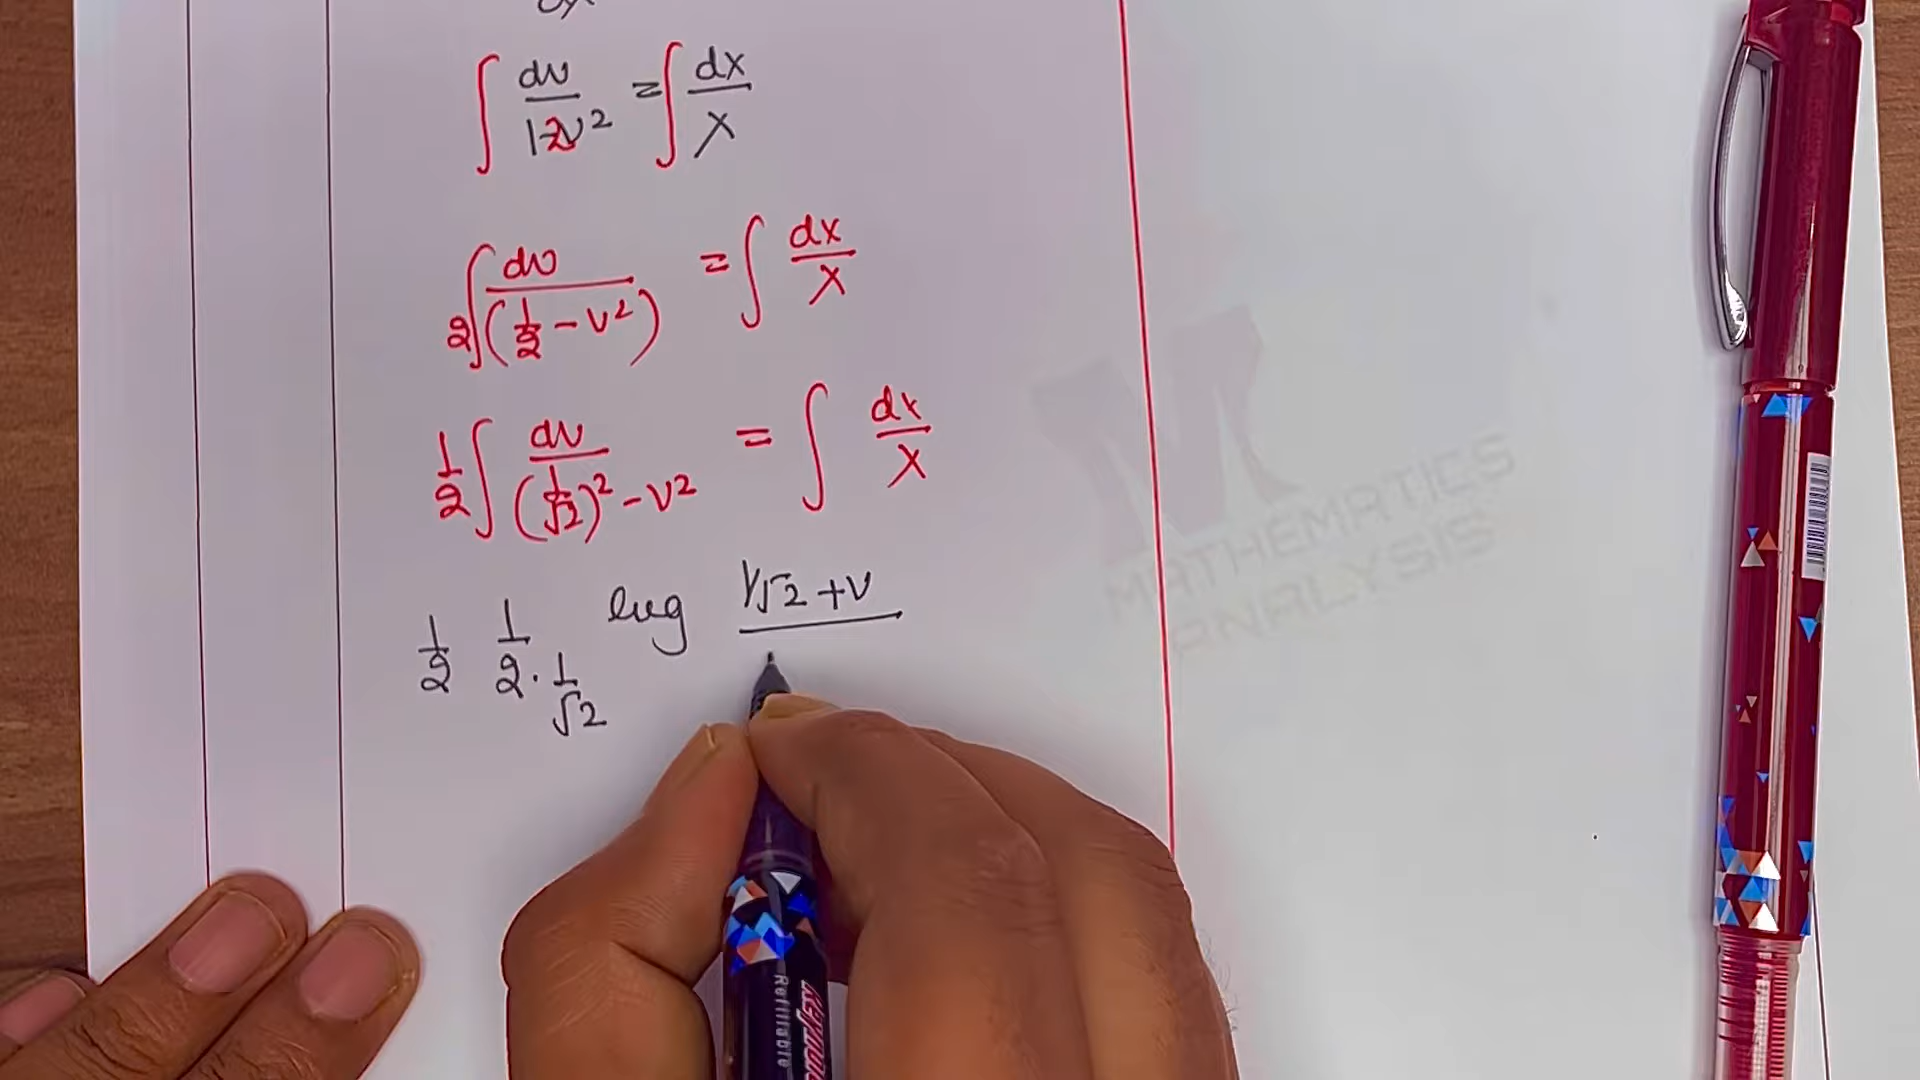 ∫ dv/1-2v² = ∫ dx/x
2∫ dv/(1/2 - v²) = ∫ dx/x
1/2 ∫ dv/(1/√2)² - v² = ∫ dx/x
1/2 1/2·1/√2 log 1/√2 + v
MATHEMATICS
ANALYSIS
Refillable